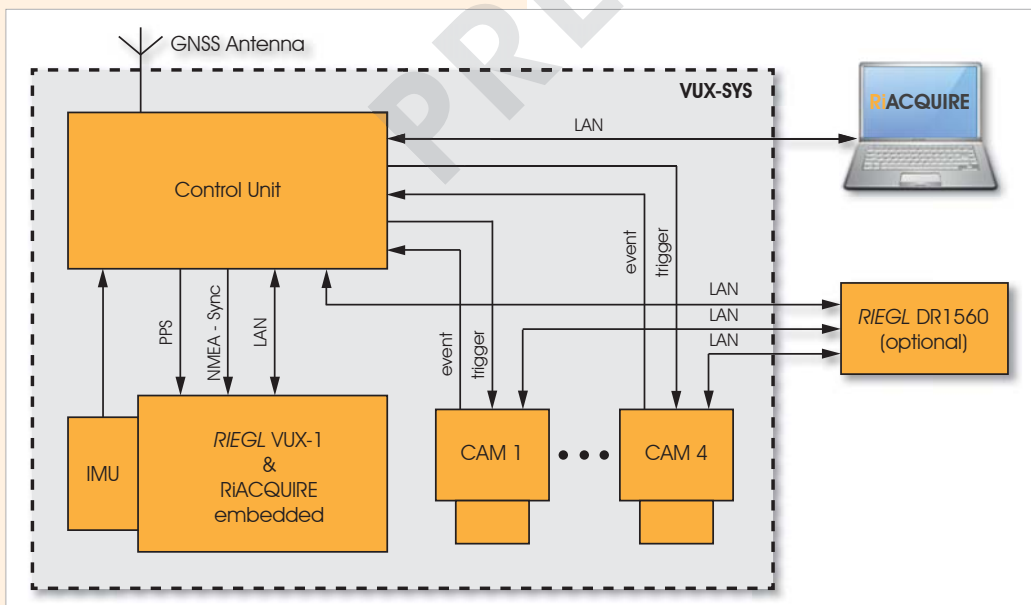 PRE
GNSS Antenna
VUX-SYS
RiACQUIRE
LAN
Control Unit
event
trigger
PPS
NMEA - Sync
LAN
event
trigger
LAN
LAN
LAN
RIEGL DR1560
(optional)
IMU
RIEGL VUX-1
&
RiACQUIRE
embedded
CAM 1
CAM 4